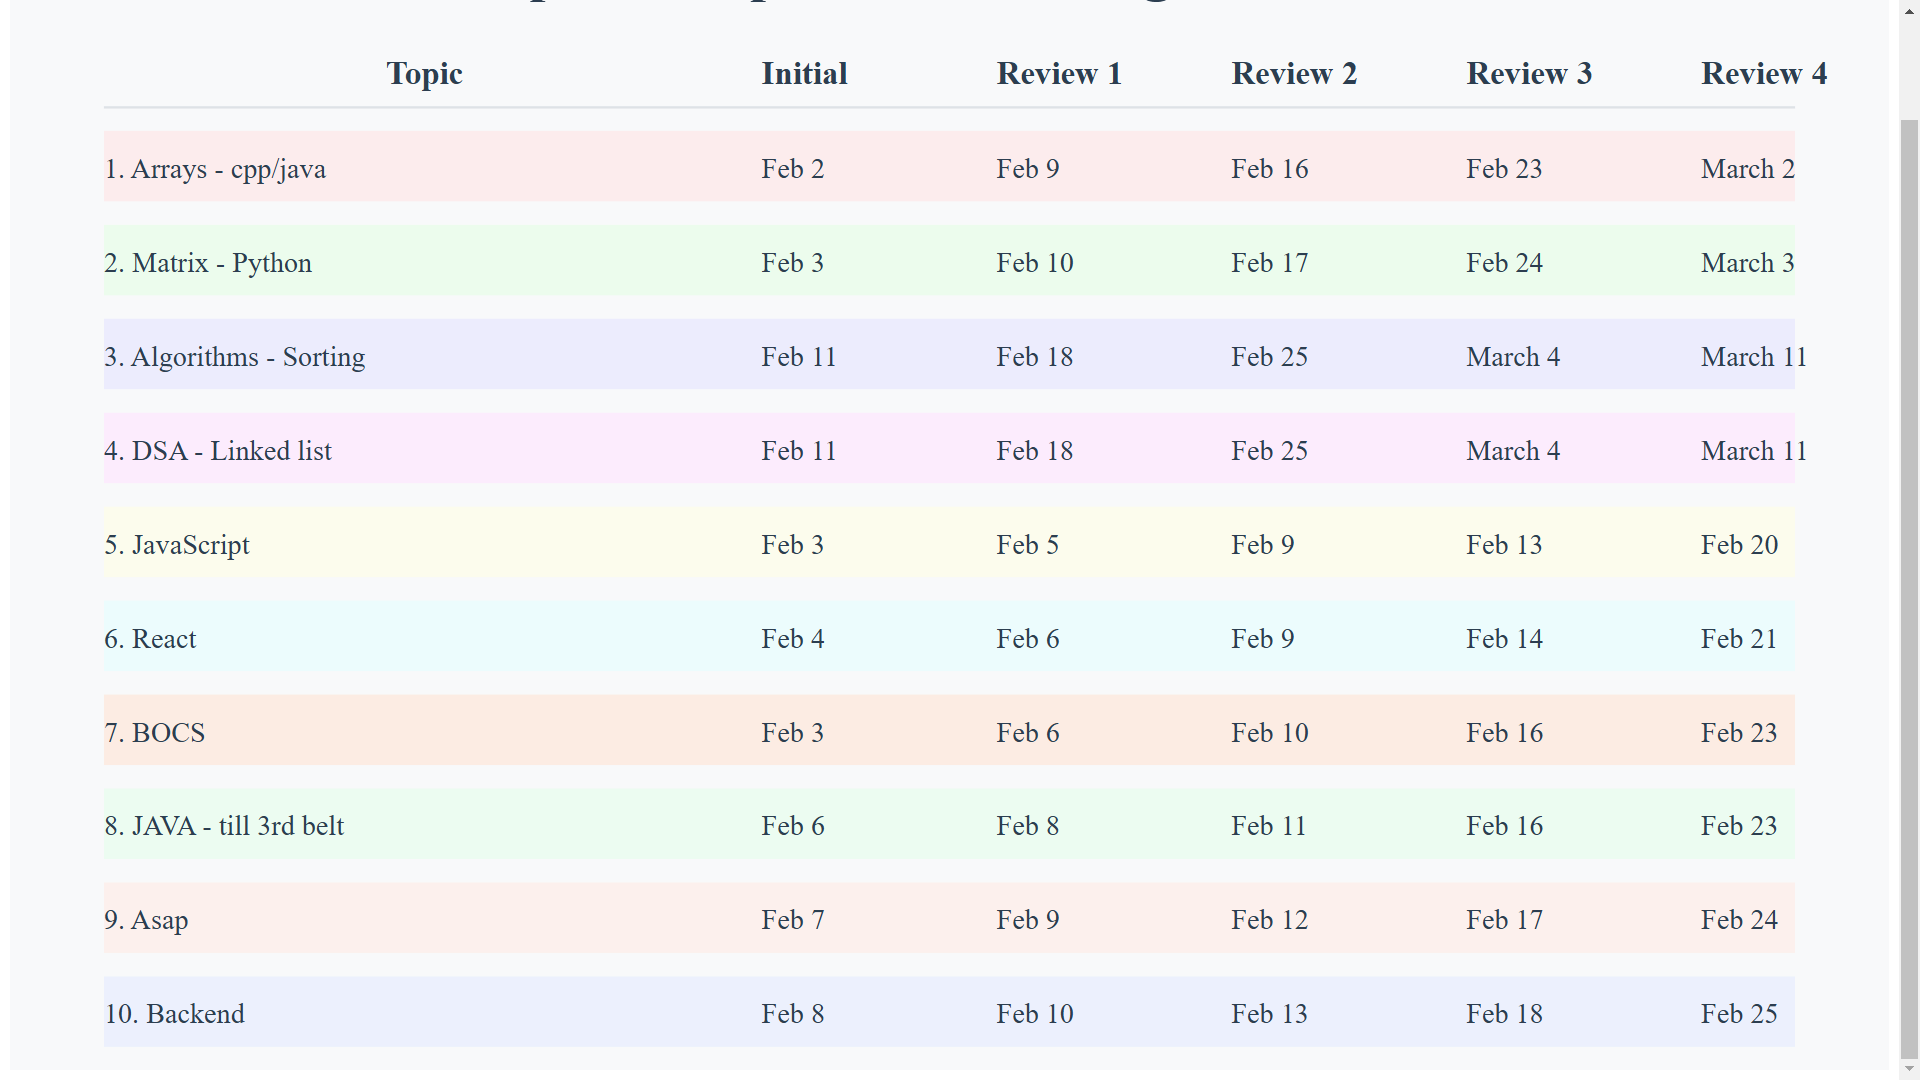 Topic Initial Review 1 Review 2 Review 3 Review 4
1. Arrays - cpp/java Feb 2 Feb 9 Feb 16 Feb 23 March 2
2. Matrix - Python Feb 3 Feb 10 Feb 17 Feb 24 March 3
3. Algorithms - Sorting Feb 11 Feb 18 Feb 25 March 4 March 11
4. DSA - Linked list Feb 11 Feb 18 Feb 25 March 4 March 11
5. JavaScript Feb 3 Feb 5 Feb 9 Feb 13 Feb 20
6. React Feb 4 Feb 6 Feb 9 Feb 14 Feb 21
7. BOCS Feb 3 Feb 6 Feb 10 Feb 16 Feb 23
8. JAVA - till 3rd belt Feb 6 Feb 8 Feb 11 Feb 16 Feb 23
9. Asap Feb 7 Feb 9 Feb 12 Feb 17 Feb 24
10. Backend Feb 8 Feb 10 Feb 13 Feb 18 Feb 25